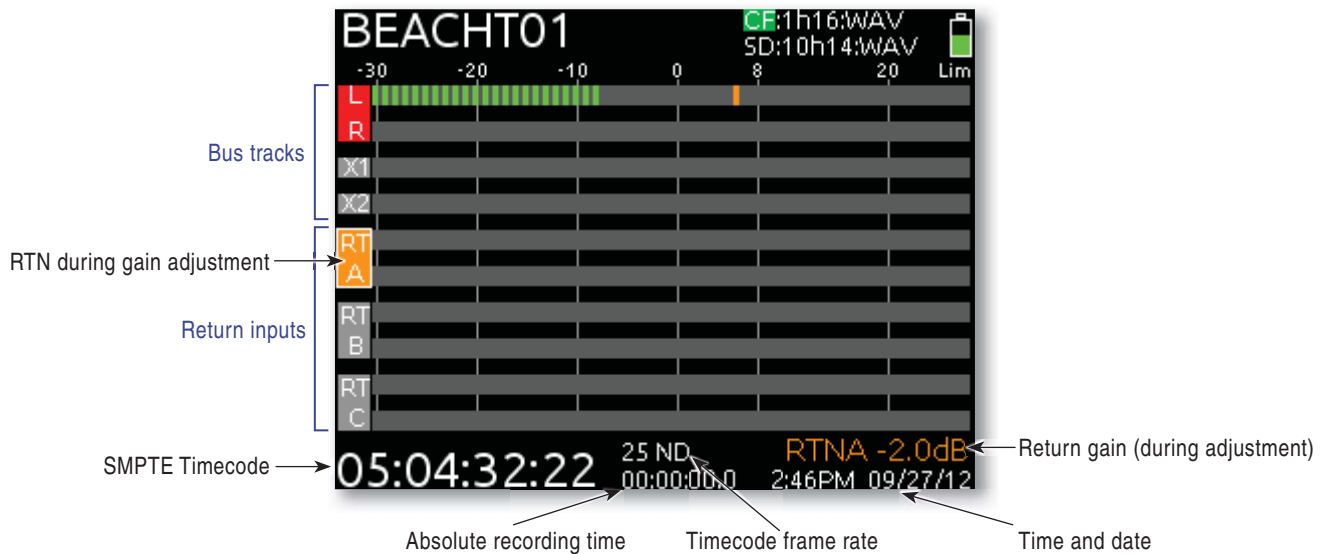 BEACHT01
CF:1h16:WAV
SD:10h14:WAV
-30 -20 -10 0 8 20 Lim
L
R
Bus tracks
X1
X2
RT
A
RTN during gain adjustment
RT
B
Return inputs
RT
C
SMPTE Timecode
05:04:32:22
25 ND
00:00:00.0
RTNA -2.0dB
2:46PM 09/27/12
Return gain (during adjustment)
Absolute recording time
Timecode frame rate
Time and date